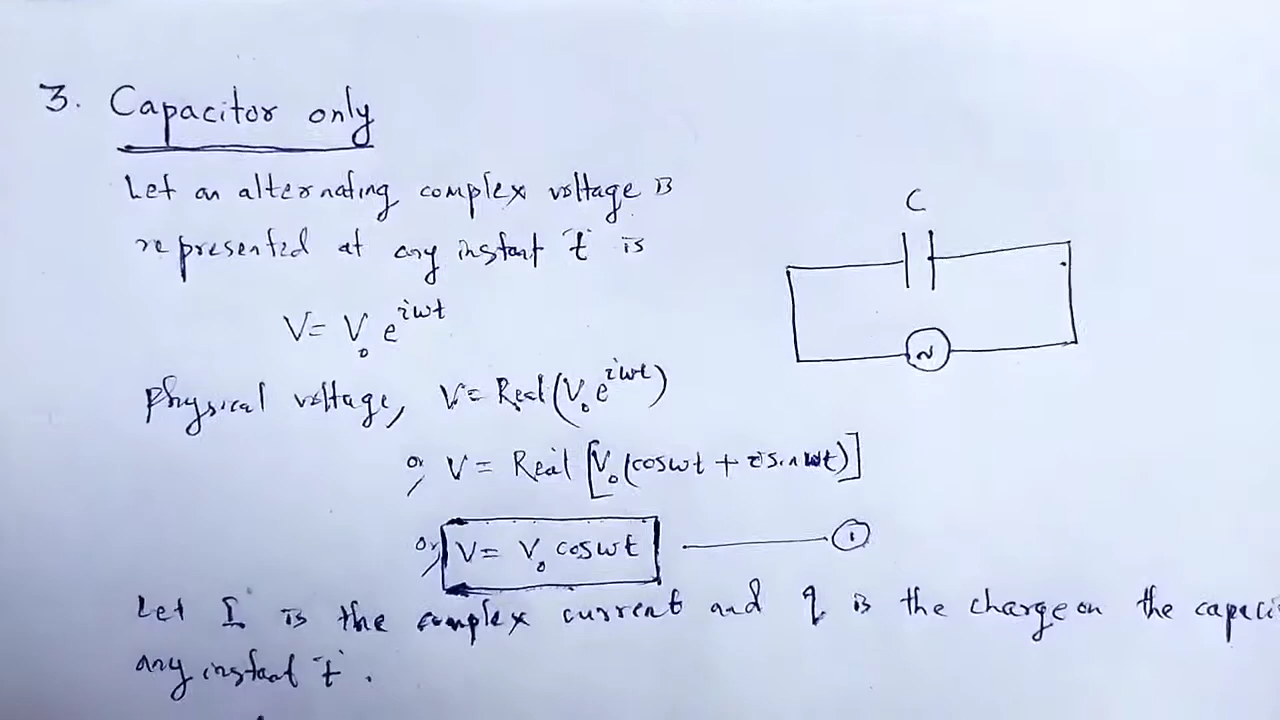 3. Capacitor only
Let an alternating complex voltage is
represented at any instant 't' is
C
V = V₀ e^{iωt}
~
Physical voltage, V = Real(V₀ e^{iωt})
or, V = Real [V₀ (cosωt + i sinωt)]
or, V = V₀ cosωt ——— ①
Let I is the complex current and q is the charge on the capaci
any instant 't'.